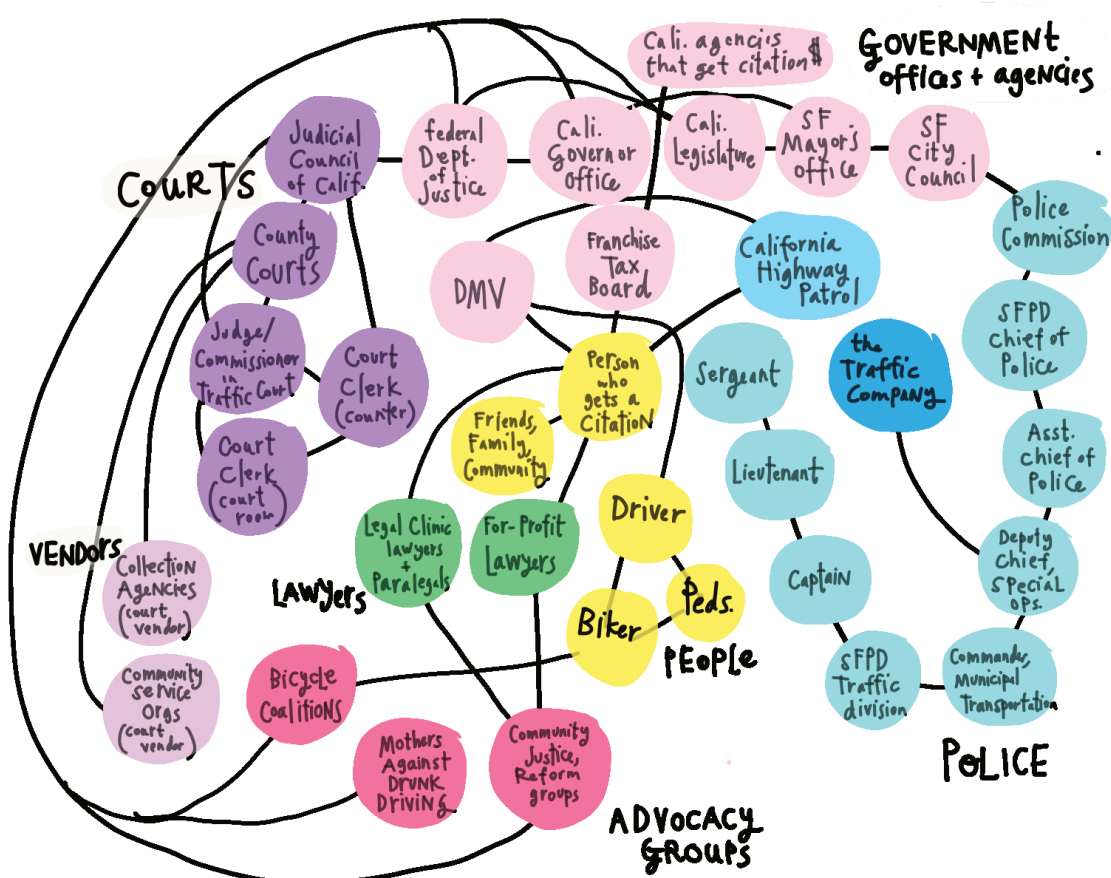 Cali. agencies
that get citation $
GOVERNMENT
offices + agencies
Judicial
Council
of Calif.
federal
Dept.
of
Justice
Cali.
Governor
Office
Cali.
Legislature
SF
Mayor's
office
SF
City
Council
COURTS
County
Courts
Police
Commission
DMV
Franchise
Tax
Board
California
Highway
Patrol
Judge/
Commissioner
in
Traffic Court
Court
Clerk
(counter)
Person
who
gets a
Citation
Sergeant
the
Traffic
Company
SFPD
Chief of
Police
Friends,
Family,
Community
Court
Clerk
(court
room)
Lieutenant
Asst.
chief of
Police
Legal Clinic
lawyers
+
Paralegals
For-Profit
Lawyers
Driver
VENDORS
Collection
Agencies
(court
vendor)
LAWYERS
Captain
Deputy
Chief,
SPECIAL
ops.
Biker
Peds.
PEOPLE
Community
Service
Orgs
(court
vendor)
Bicycle
Coalitions
SFPD
Traffic
division
Commander,
Municipal
Transportation
Mothers
Against
DRUNK
DRIVING
Community
Justice,
Reform
groups
POLICE
ADVOCACY
GROUPS